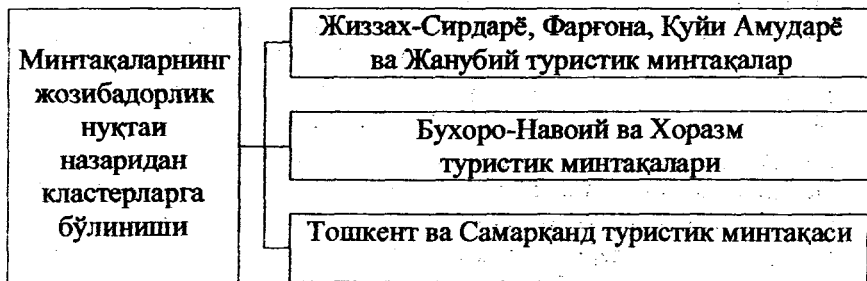 Минтақаларнинг
жозибадорлик
нуқтаи
назаридан
кластерларга
бўлиниши
Жиззах-Сирдарё, Фарғона, Қуйи Амударё
ва Жанубий туристик минтақалар
Бухоро-Навоий ва Хоразм
туристик минтақалари
Тошкент ва Самарқанд туристик минтақаси